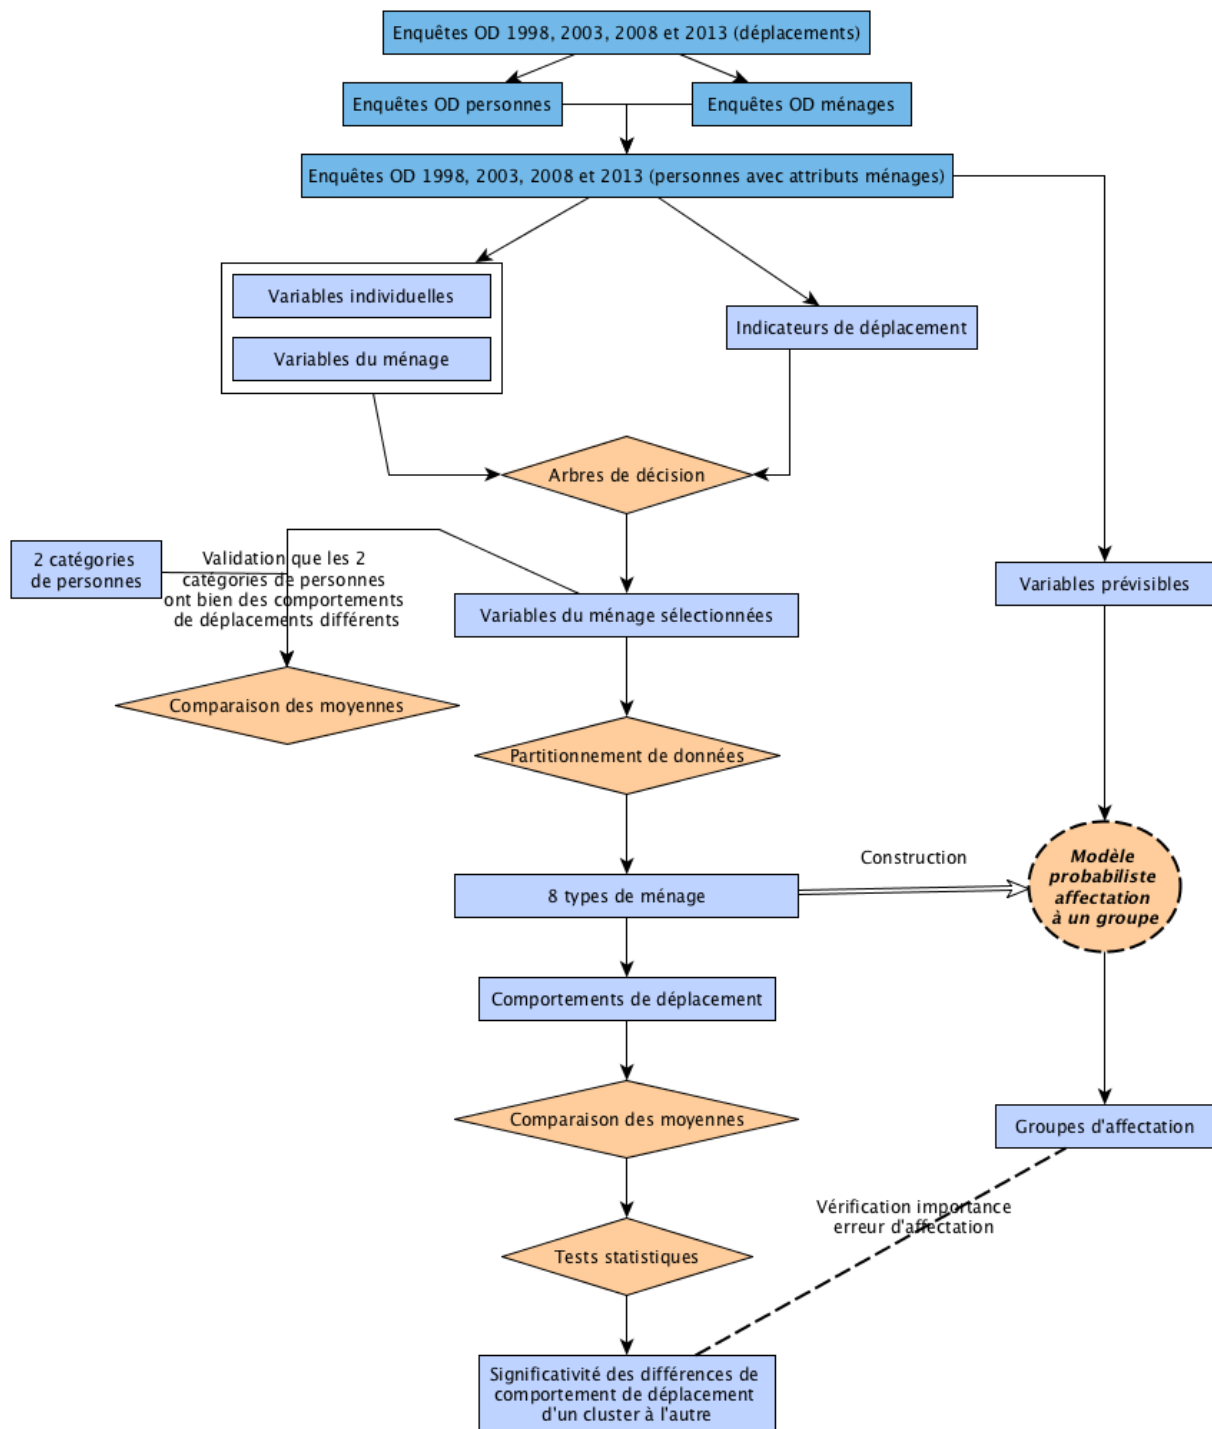 Enquêtes OD 1998, 2003, 2008 et 2013 (déplacements)
Enquêtes OD personnes
Enquêtes OD ménages
Enquêtes OD 1998, 2003, 2008 et 2013 (personnes avec attributs ménages)
Variables individuelles
Variables du ménage
Indicateurs de déplacement
Arbres de décision
2 catégories
de personnes
Validation que les 2
catégories de personnes
ont bien des comportements
de déplacements différents
Variables du ménage sélectionnées
Variables prévisibles
Comparaison des moyennes
Partitionnement de données
8 types de ménage
Construction
Modèle
probabiliste
affectation
à un groupe
Comportements de déplacement
Comparaison des moyennes
Groupes d'affectation
Vérification importance
erreur d'affectation
Tests statistiques
Significativité des différences de
comportement de déplacement
d'un cluster à l'autre